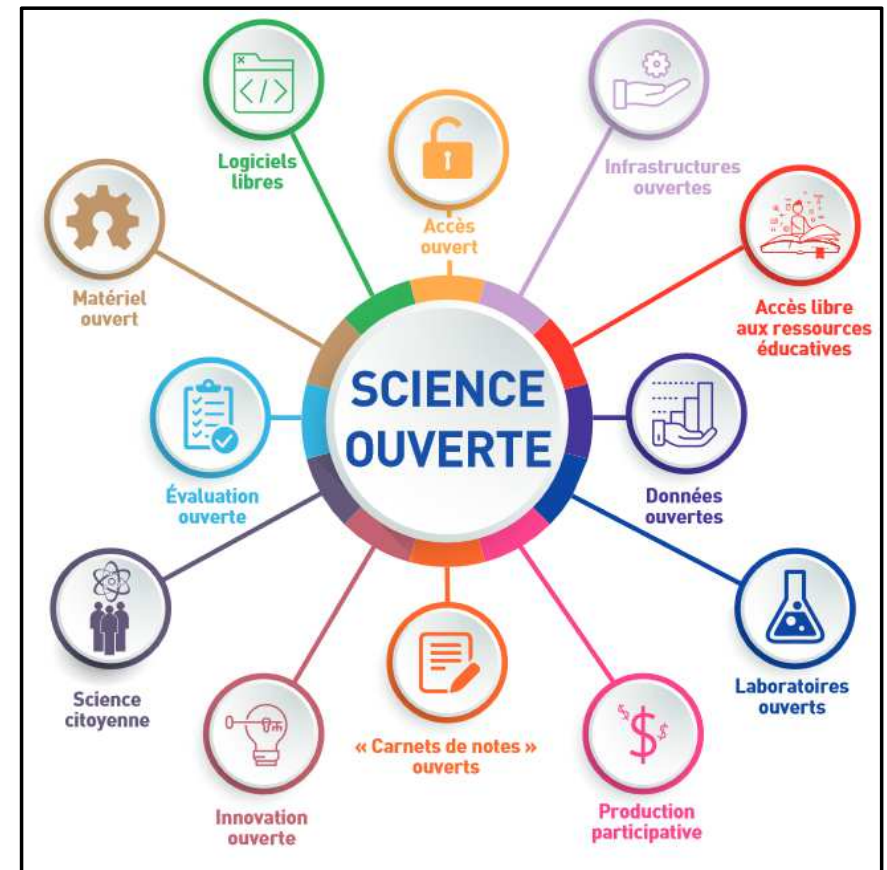 Logiciels
libres
Accès
ouvert
Infrastructures
ouvertes
Matériel
ouvert
Accès libre
aux ressources
éducatives
SCIENCE
OUVERTE
Évaluation
ouverte
Données
ouvertes
Science
citoyenne
Laboratoires
ouverts
« Carnets de notes »
ouverts
Innovation
ouverte
Production
participative